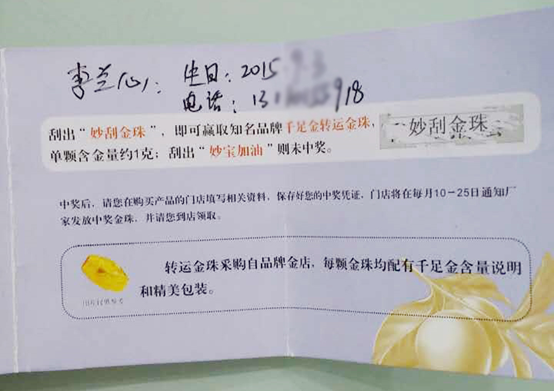 李兰仙: 生日: 2015
电话: 13 918
刮出“妙刮金珠”, 即可赢取知名品牌千足金转运金珠,
单颗含金量约1克; 刮出“妙宝加油”则未中奖。
妙刮金珠
中奖后, 请您在购买产品的门店填写相关资料, 保存好您的中奖凭证, 门店将在每月10-25日通知厂
家发放中奖金珠, 并请您到店领取。
转运金珠采购自品牌金店, 每颗金珠均配有千足金含量说明
和精美包装。